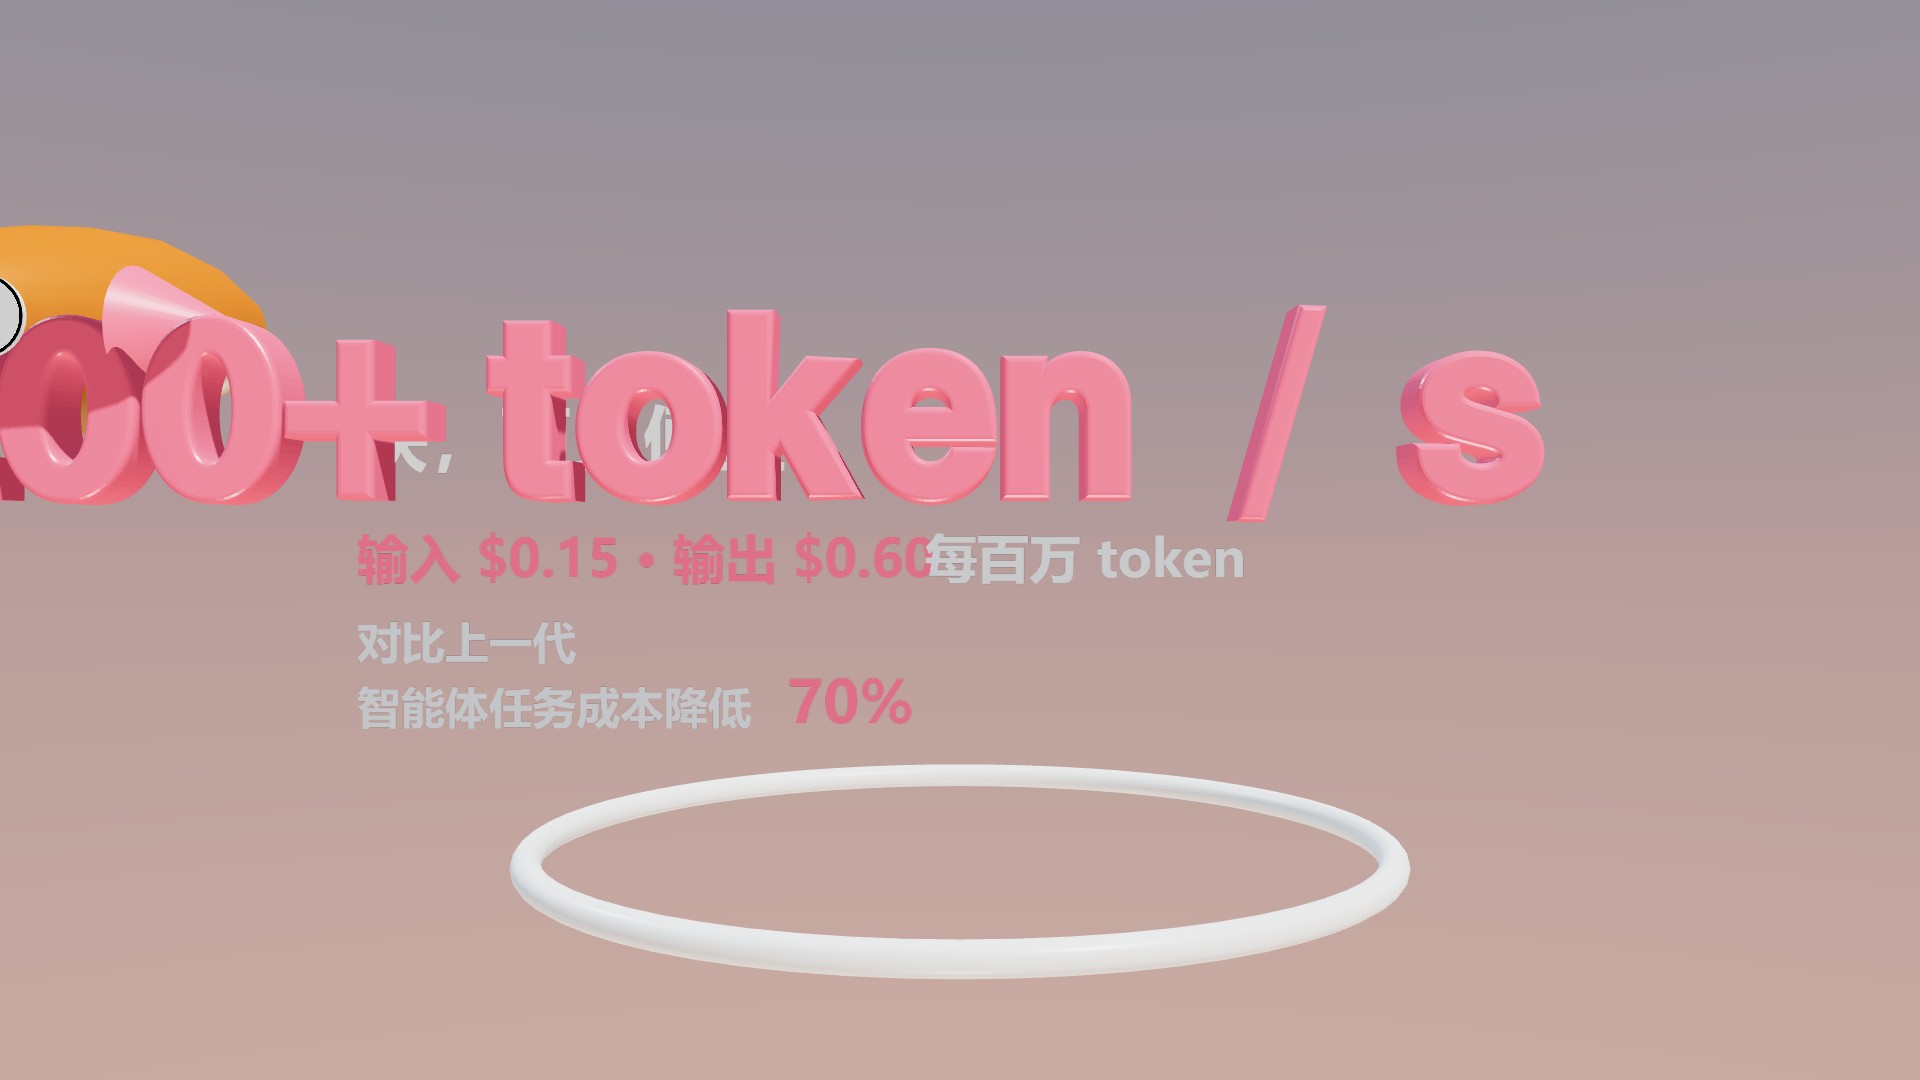 00+ token / s
输入 $0.15 • 输出 $0.60 每百万 token
对比上一代
智能体任务成本降低 70%